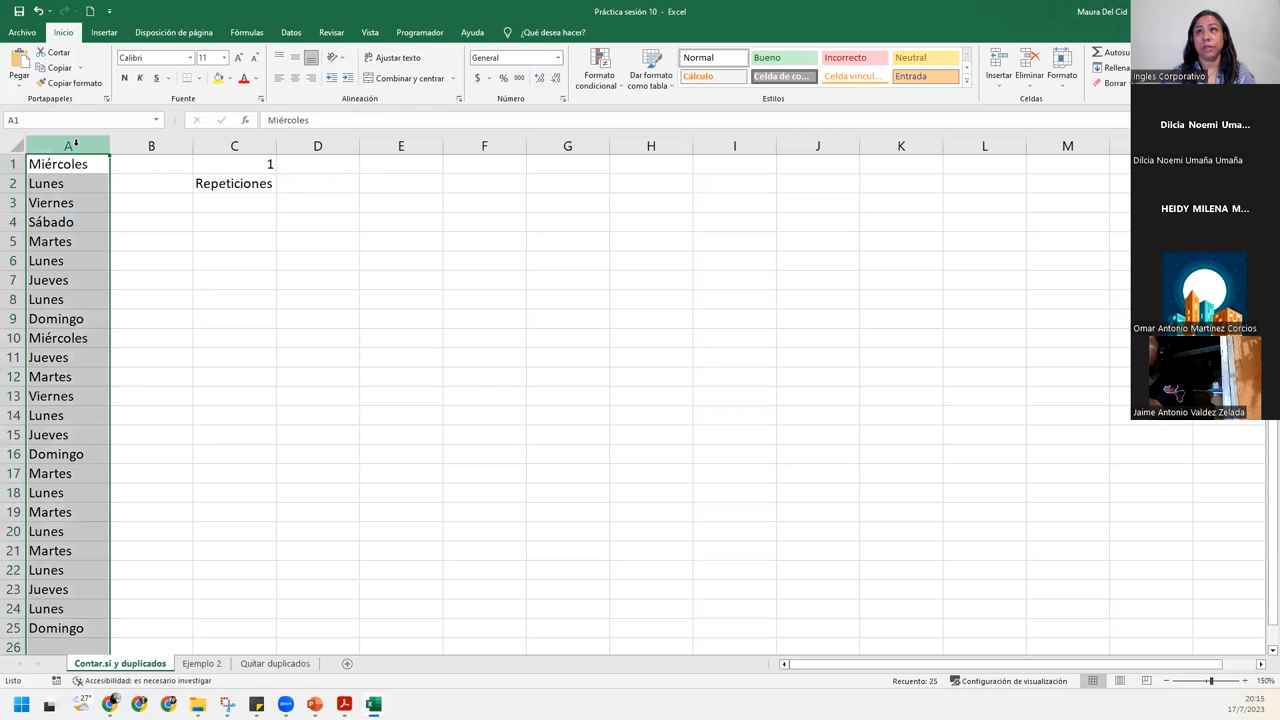 Práctica sesión 10 - Excel
Maura Del Cid
Archivo Inicio Insertar Disposición de página Fórmulas Datos Revisar Vista Programador Ayuda ¿Qué desea hacer?
Pegar
Cortar
Copiar
Copiar formato
Portapapeles
Calibri 11
N K S
Fuente
Ajustar texto
Combinar y centrar
Alineación
General
$ % 000
Número
Formato condicional
Dar formato como tabla
Normal Bueno Incorrecto Neutral
Cálculo Celda de co... Celda vincul... Entrada
Estilos
Insertar Eliminar Formato
Celdas
Autosu
Rellena
Borrar
A1
fx
Miércoles
A B C D E F G H I J K L M
1 Miércoles 1
2 Lunes Repeticiones
3 Viernes
4 Sábado
5 Martes
6 Lunes
7 Jueves
8 Lunes
9 Domingo
10 Miércoles
11 Jueves
12 Martes
13 Viernes
14 Lunes
15 Jueves
16 Domingo
17 Martes
18 Lunes
19 Martes
20 Lunes
21 Martes
22 Lunes
23 Jueves
24 Lunes
25 Domingo
26
Ingles Corporativo
Dilcia Noemi Uma...
Dilcia Noemi Umaña Umaña
HEIDY MILENA M...
Omar Antonio Martínez Corcios
Jaime Antonio Valdez Zelada
Contar.si y duplicados Ejemplo 2 Quitar duplicados
Listo
Accesibilidad: es necesario investigar
Recuento: 25
Configuración de visualización
150%
27°
20:15
17/7/2023